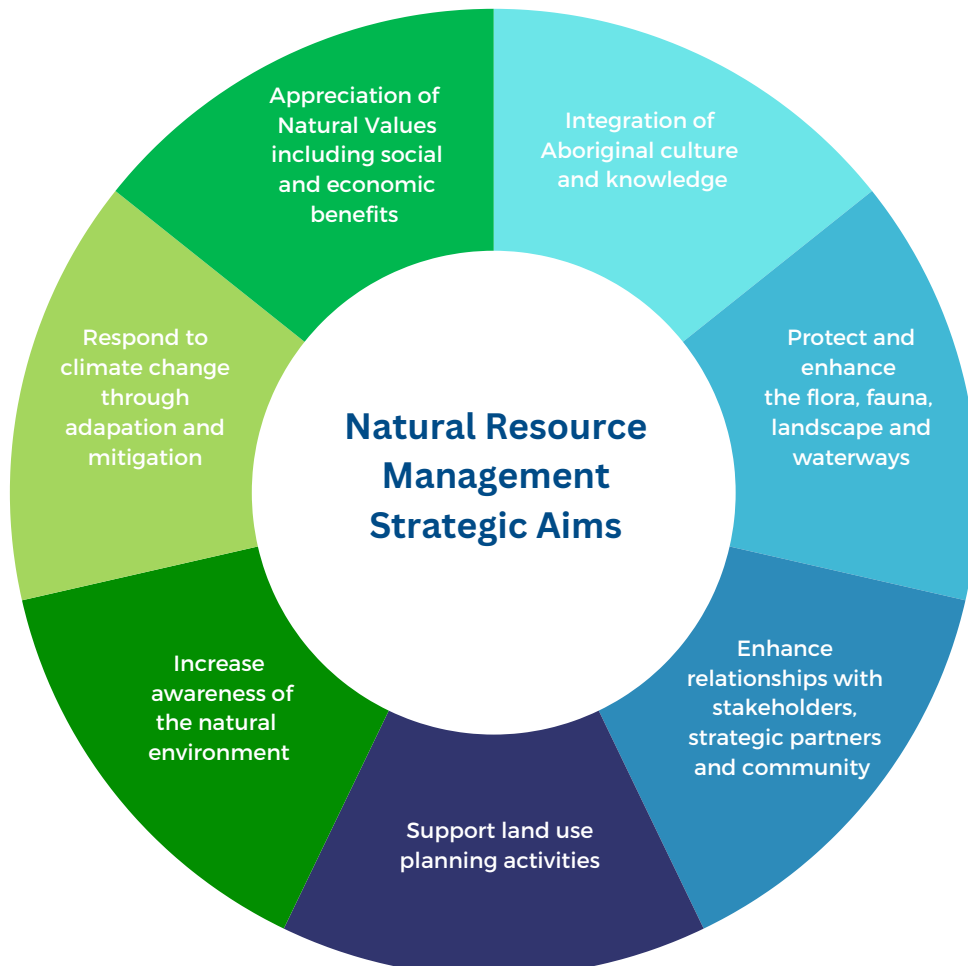 Natural Resource
Management
Strategic Aims
Integration of
Aboriginal culture
and knowledge
Protect and
enhance
the flora, fauna,
landscape and
waterways
Enhance
relationships with
stakeholders,
strategic partners
and community
Support land use
planning activities
Increase
awareness of
the natural
environment
Respond to
climate change
through
adapation and
mitigation
Appreciation of
Natural Values
including social
and economic
benefits